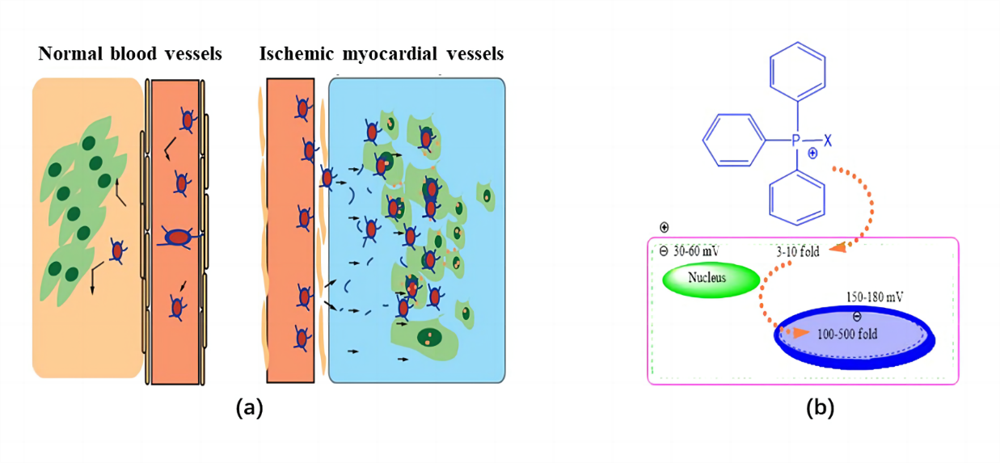 Normal blood vessels
Ischemic myocardial vessels
(a)
P
X
⊕
⊕
⊖ 30-60 mV
3-10 fold
Nucleus
150-180 mV
⊖
100-500 fold
(b)